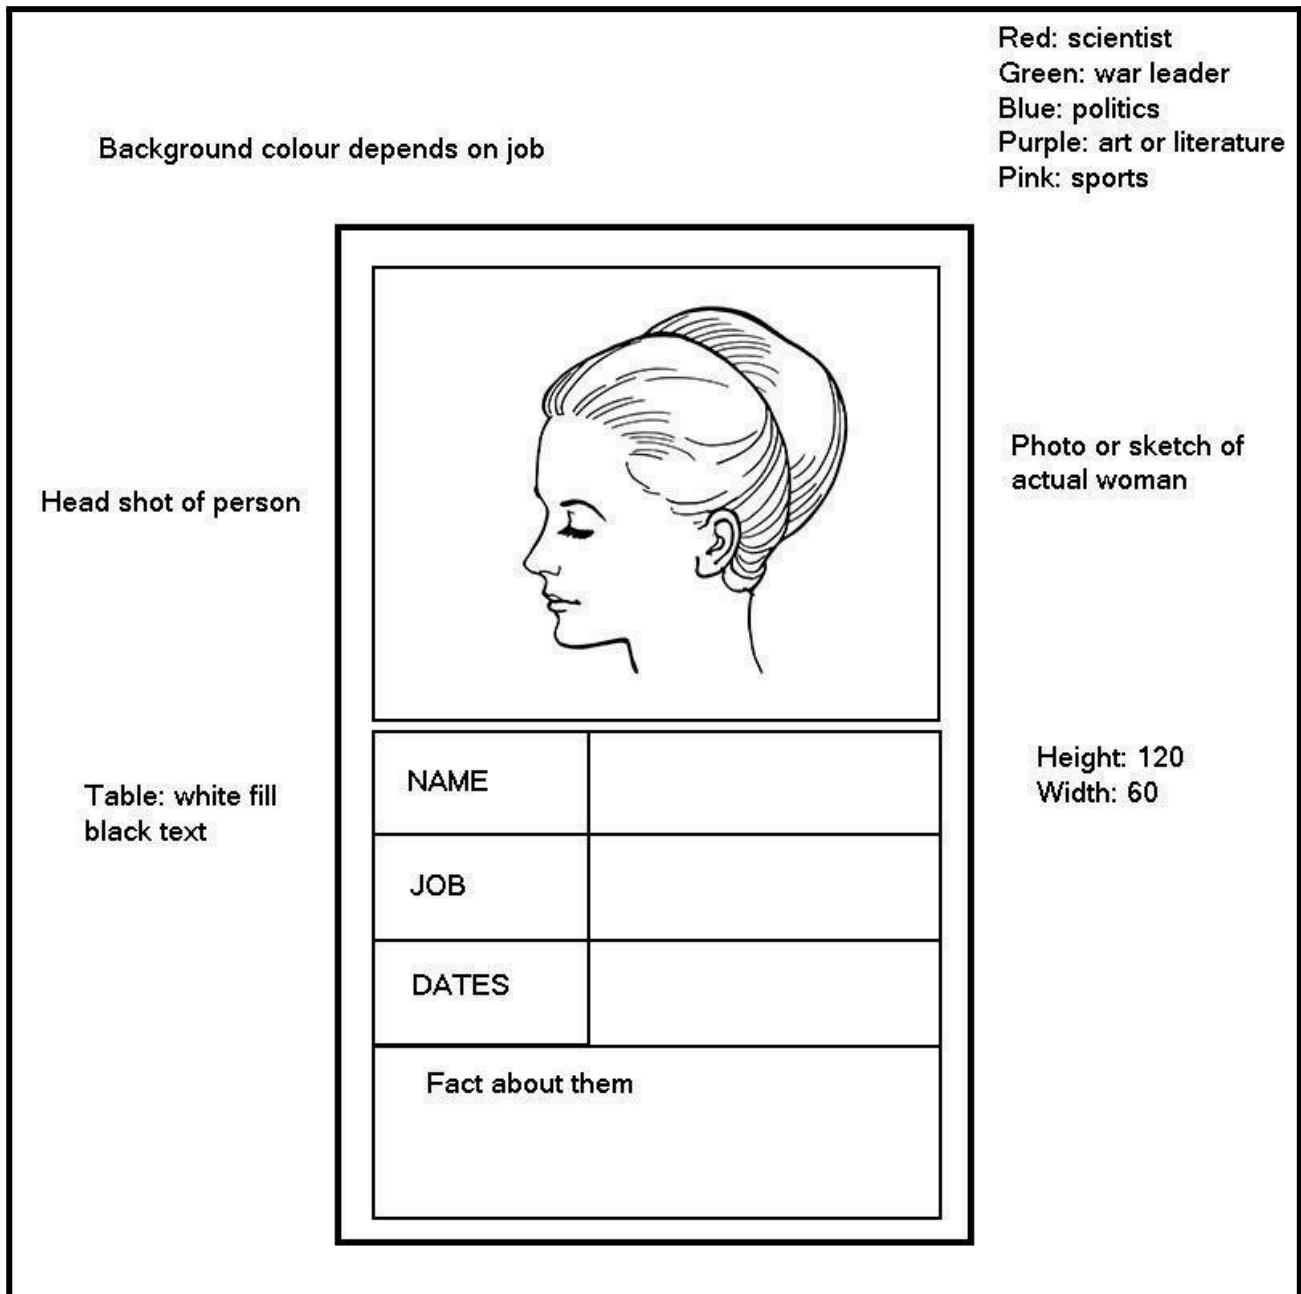 Red: scientist
Green: war leader
Blue: politics
Purple: art or literature
Pink: sports
Background colour depends on job
Head shot of person
Photo or sketch of
actual woman
Table: white fill
black text
Height: 120
Width: 60
NAME
JOB
DATES
Fact about them